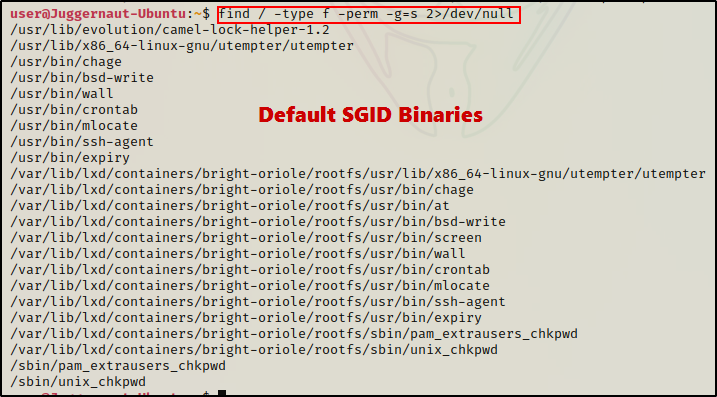 user@Juggernaut-Ubuntu:~$ find / -type f -perm -g=s 2>/dev/null
/usr/lib/evolution/camel-lock-helper-1.2
/usr/lib/x86_64-linux-gnu/utempter/utempter
/usr/bin/chage
/usr/bin/bsd-write
/usr/bin/wall
/usr/bin/crontab
Default SGID Binaries
/usr/bin/mlocate
/usr/bin/ssh-agent
/usr/bin/expiry
/var/lib/lxd/containers/bright-oriole/rootfs/usr/lib/x86_64-linux-gnu/utempter/utempter
/var/lib/lxd/containers/bright-oriole/rootfs/usr/bin/chage
/var/lib/lxd/containers/bright-oriole/rootfs/usr/bin/at
/var/lib/lxd/containers/bright-oriole/rootfs/usr/bin/bsd-write
/var/lib/lxd/containers/bright-oriole/rootfs/usr/bin/screen
/var/lib/lxd/containers/bright-oriole/rootfs/usr/bin/wall
/var/lib/lxd/containers/bright-oriole/rootfs/usr/bin/crontab
/var/lib/lxd/containers/bright-oriole/rootfs/usr/bin/mlocate
/var/lib/lxd/containers/bright-oriole/rootfs/usr/bin/ssh-agent
/var/lib/lxd/containers/bright-oriole/rootfs/usr/bin/expiry
/var/lib/lxd/containers/bright-oriole/rootfs/sbin/pam_extrausers_chkpwd
/var/lib/lxd/containers/bright-oriole/rootfs/sbin/unix_chkpwd
/sbin/pam_extrausers_chkpwd
/sbin/unix_chkpwd